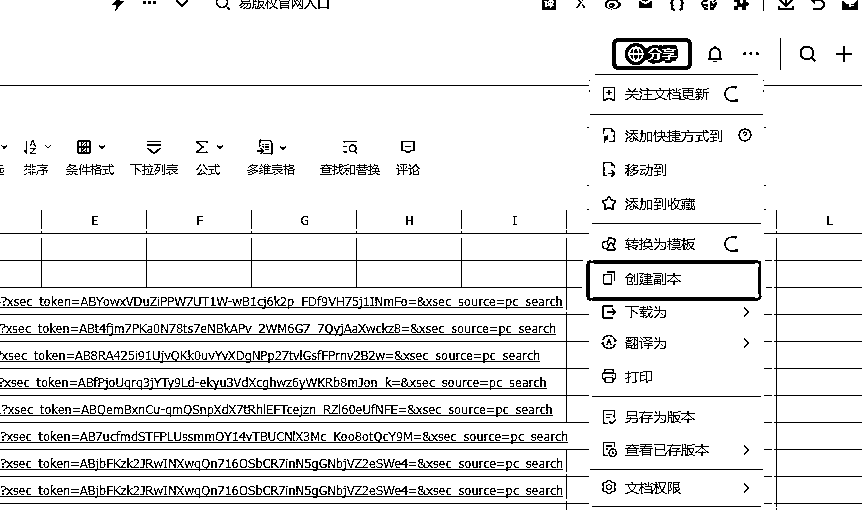 易版权官网入口
分享
关注文档更新
添加快捷方式到
移动到
添加到收藏
转换为模板
创建副本
下载为
翻译为
打印
另存为版本
查看已存版本
文档权限
排序 条件格式 下拉列表 公式 多维表格 查找和替换 评论
E F G H I L
?xsec_token=ABYowxVDuZiPPW7UT1W-wB1cj6k2p_FDf9VH75j1INmFo=&xsec_source=pc_search
?xsec_token=ABt4fjm7PKa0N78ts7eNBkAPv_2WM6G7_7QyjAaXwckz8=&xsec_source=pc_search
xsec_token=AB8RA425i91UjvQKk0uvYvXDgNPp27tvlGsfFPrnv2B2w=&xsec_source=pc_search
?xsec_token=ABfPjoUqrq3jYTy9Ld-ekyu3VdXcghwz6yWKRb8mJon_k=&xsec_source=pc_search
?xsec_token=ABQemBxnCu-qmQSnpXdX7tRhlEFTcejzn_RZl60eUfNFE=&xsec_source=pc_search
?xsec_token=AB7ucfmdSTFPLUssmmOY14vTBUCNlX3Mc_Koo8otQcY9M=&xsec_source=pc_search
?xsec_token=ABjbFKzk2JRwINXwqQn716OSbCR7inN5gGNbjVZ2eSWe4=&xsec_source=pc_search
?xsec_token=ABjbFKzk2JRwINXwqQn716OSbCR7inN5gGNbjVZ2eSWe4=&xsec_source=pc_search